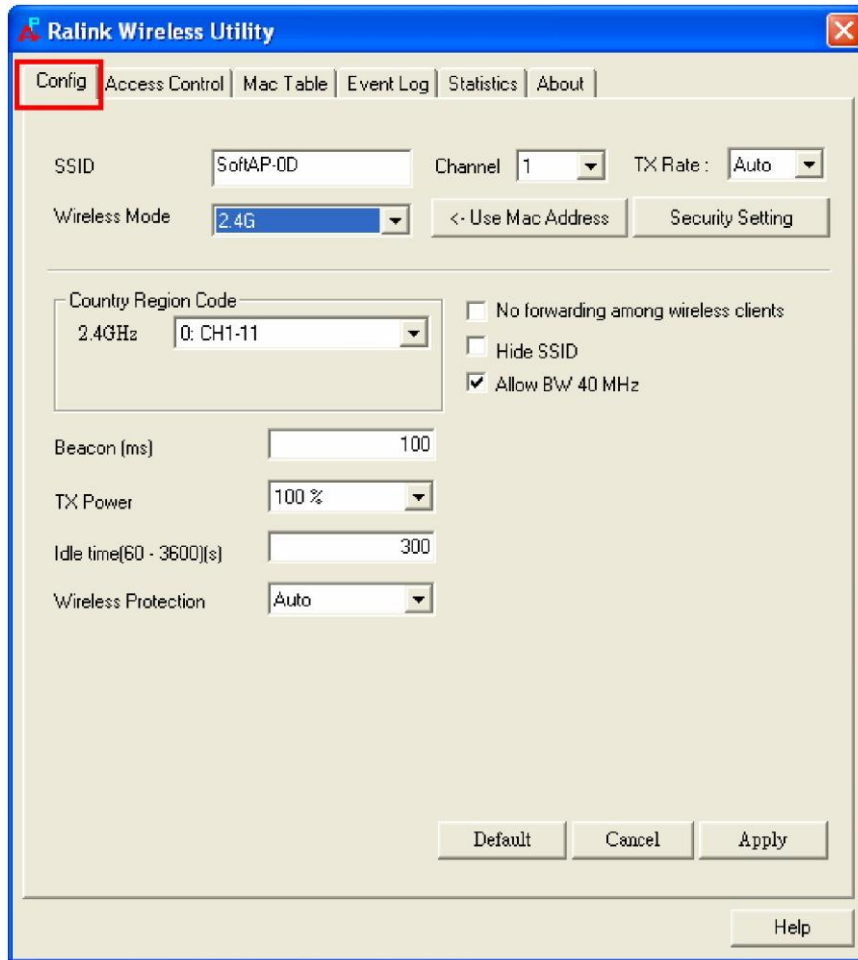 Ralink Wireless Utility
Config Access Control Mac Table Event Log Statistics About
SSID SoftAP-0D Channel 1 TX Rate : Auto
Wireless Mode 2.4G <- Use Mac Address Security Setting
Country Region Code
2.4GHz 0: CH1-11
No forwarding among wireless clients
Hide SSID
Allow BW 40 MHz
Beacon (ms) 100
TX Power 100 %
Idle time(60 - 3600)(s) 300
Wireless Protection Auto
Default Cancel Apply
Help